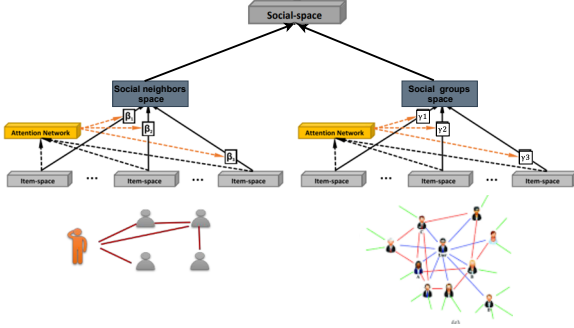 Social-space
Social neighbors
space
Social groups
space
β₁
γ1
Attention Network
β₂
Attention Network
γ2
β₃
γ3
Item-space
...
Item-space
...
Item-space
Item-space
...
Item-space
...
Item-space